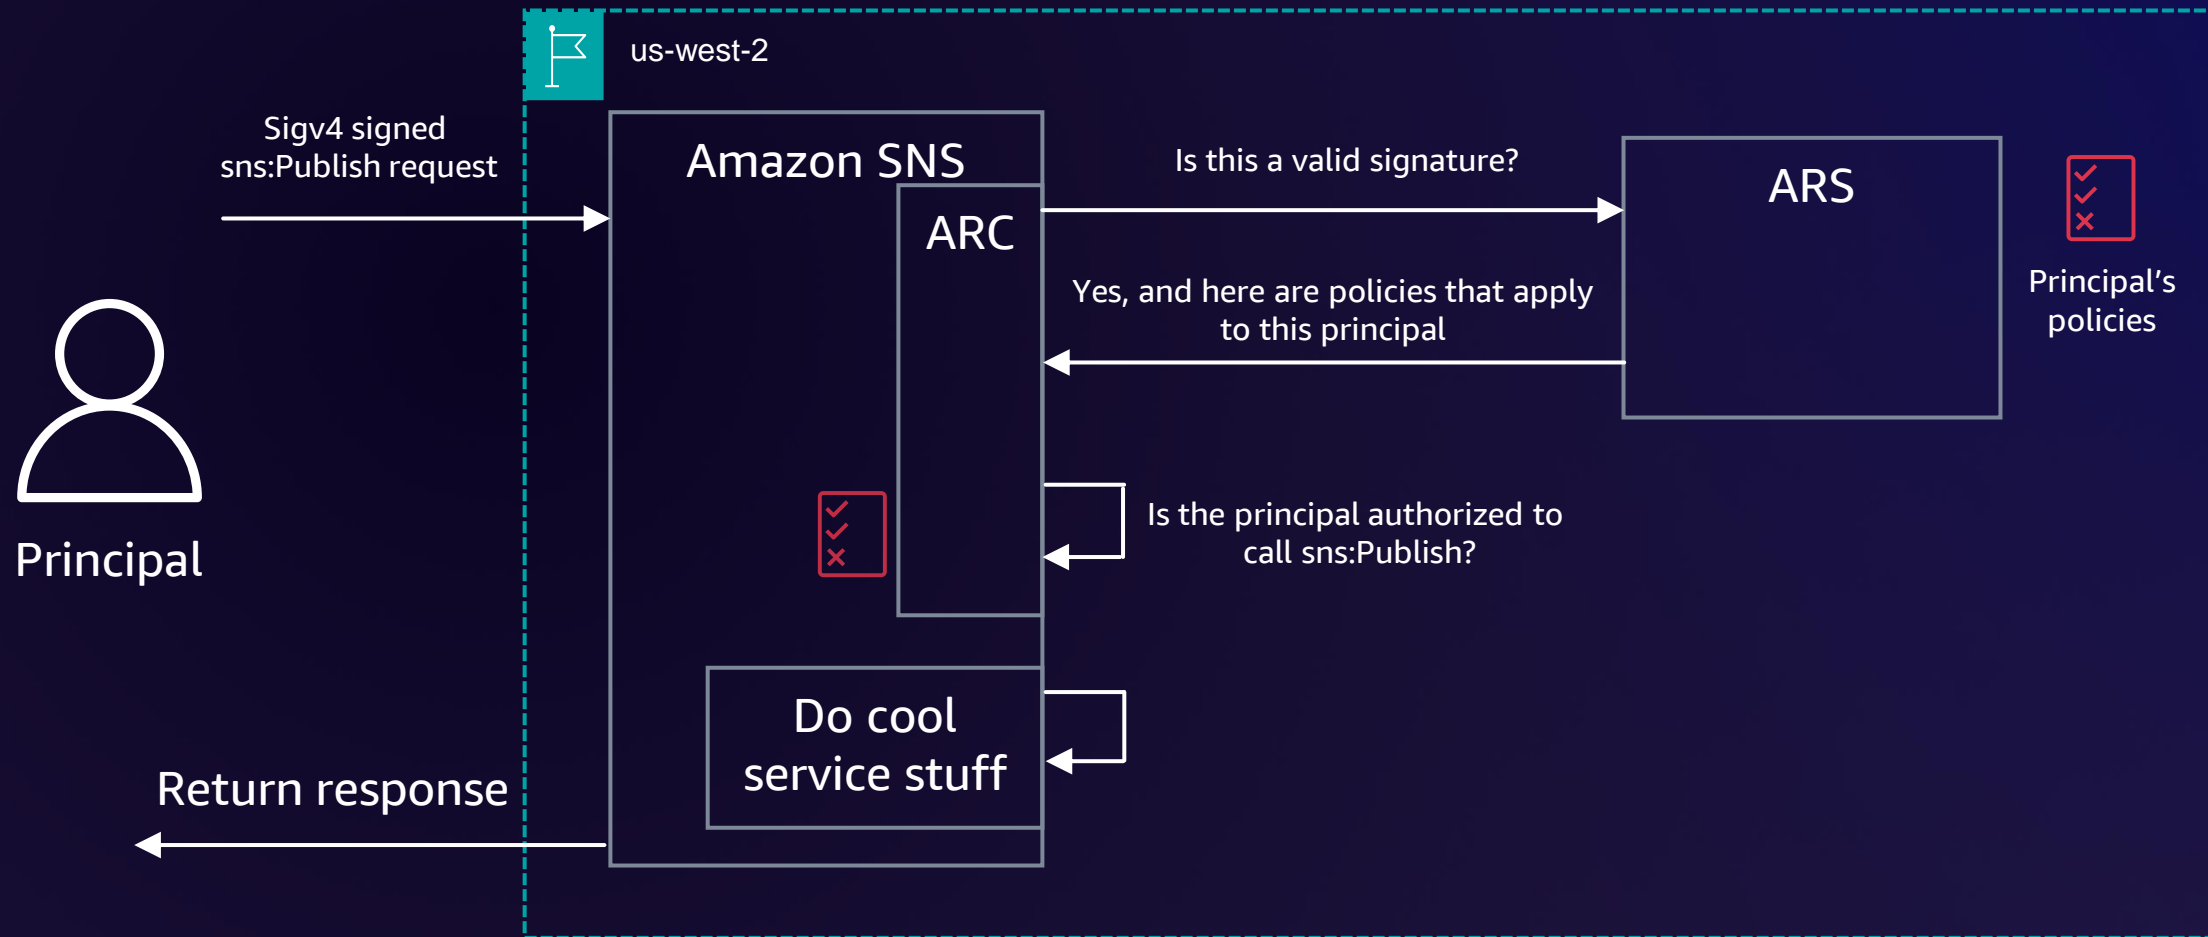 us-west-2
Sigv4 signed
sns:Publish request
Amazon SNS
ARC
Is this a valid signature?
ARS
Principal's
policies
Yes, and here are policies that apply
to this principal
Is the principal authorized to
call sns:Publish?
Principal
Do cool
service stuff
Return response